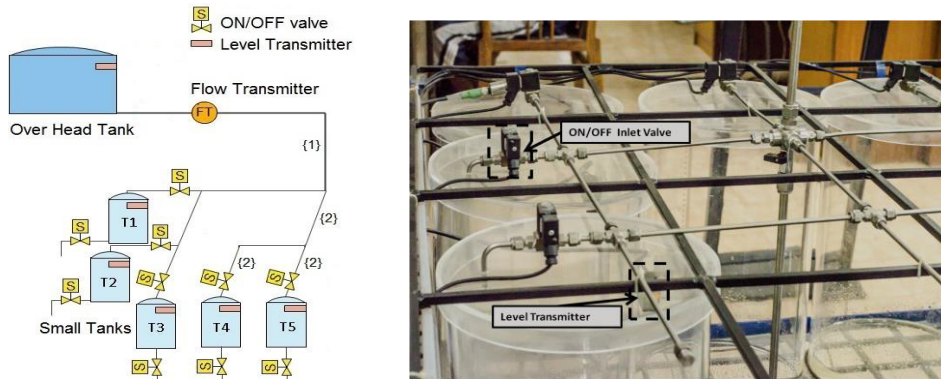 S
ON/OFF valve
Level Transmitter
Flow Transmitter
FT
Over Head Tank
{1}
S
T1
{2}
S
S
T2
S
{2}
{2}
S
S
S
Small Tanks
T3
T4
T5
S
S
S
ON/OFF Inlet Valve
Level Transmitter